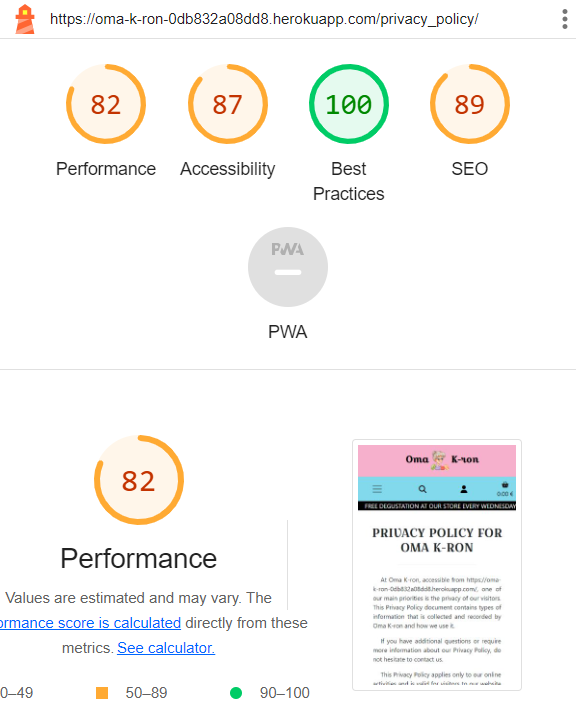 https://oma-k-ron-0db832a08dd8.herokuapp.com/privacy_policy/
82
87
100
89
Performance
Accessibility
Best
Practices
SEO
PWA
PWA
82
Performance
Values are estimated and may vary. The
ormance score is calculated directly from these
metrics. See calculator.
0–49
50–89
90–100
Oma K-ron
0.00 €
FREE DEGUSTATION AT OUR STORE EVERY WEDNESDAY
PRIVACY POLICY FOR
OMA K-RON
At Oma K-ron, accessible from https://oma-
k-ron-0db832a08dd8.herokuapp.com/, one of
our main priorities is the privacy of our visitors.
This Privacy Policy document contains types of
information that is collected and recorded by
Oma K-ron and how we use it.
If you have additional questions or require
more information about our Privacy Policy, do
not hesitate to contact us.
This Privacy Policy applies only to our online
activities and is valid for visitors to our website